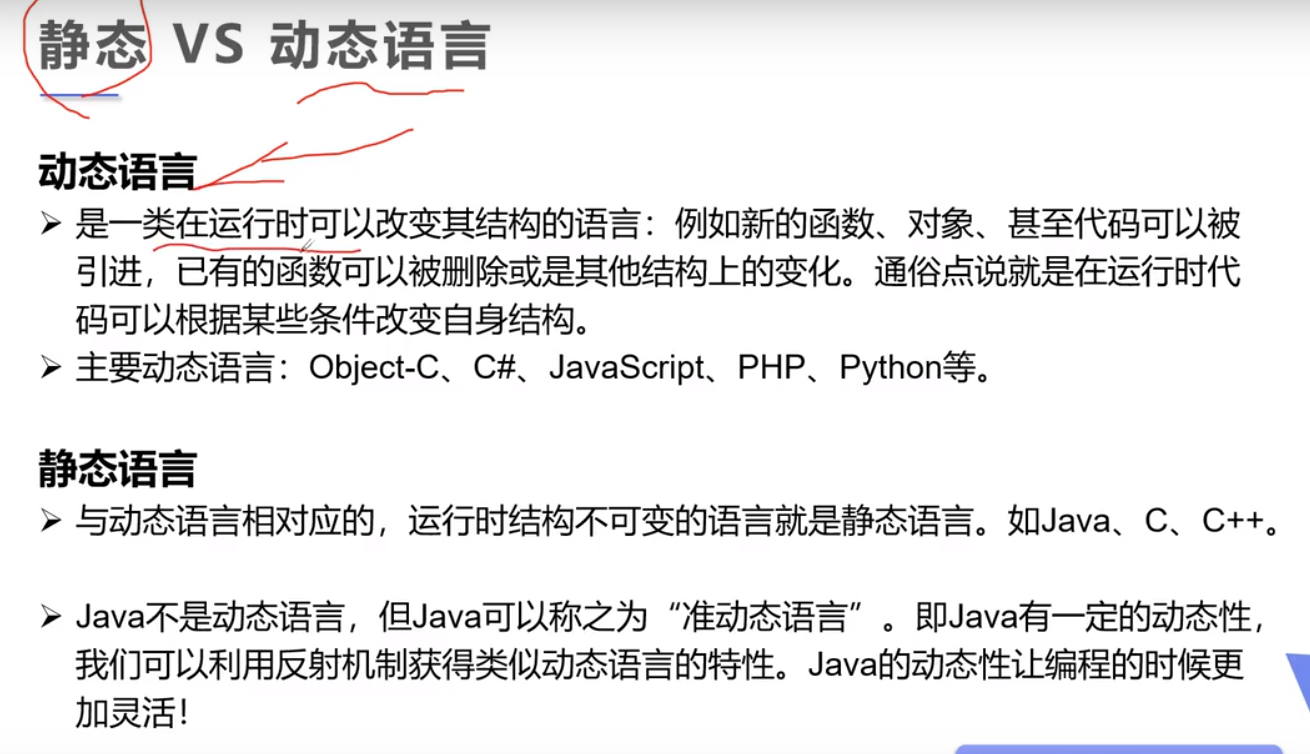 静态 VS 动态语言
动态语言
➢ 是一类在运行时可以改变其结构的语言：例如新的函数、对象、甚至代码可以被
引进，已有的函数可以被删除或是其他结构上的变化。通俗点说就是在运行时代
码可以根据某些条件改变自身结构。
➢ 主要动态语言：Object-C、C#、JavaScript、PHP、Python等。
静态语言
➢ 与动态语言相对应的，运行时结构不可变的语言就是静态语言。如Java、C、C++。
➢ Java不是动态语言，但Java可以称之为“准动态语言”。即Java有一定的动态性，
我们可以利用反射机制获得类似动态语言的特性。Java的动态性让编程的时候更
加灵活！